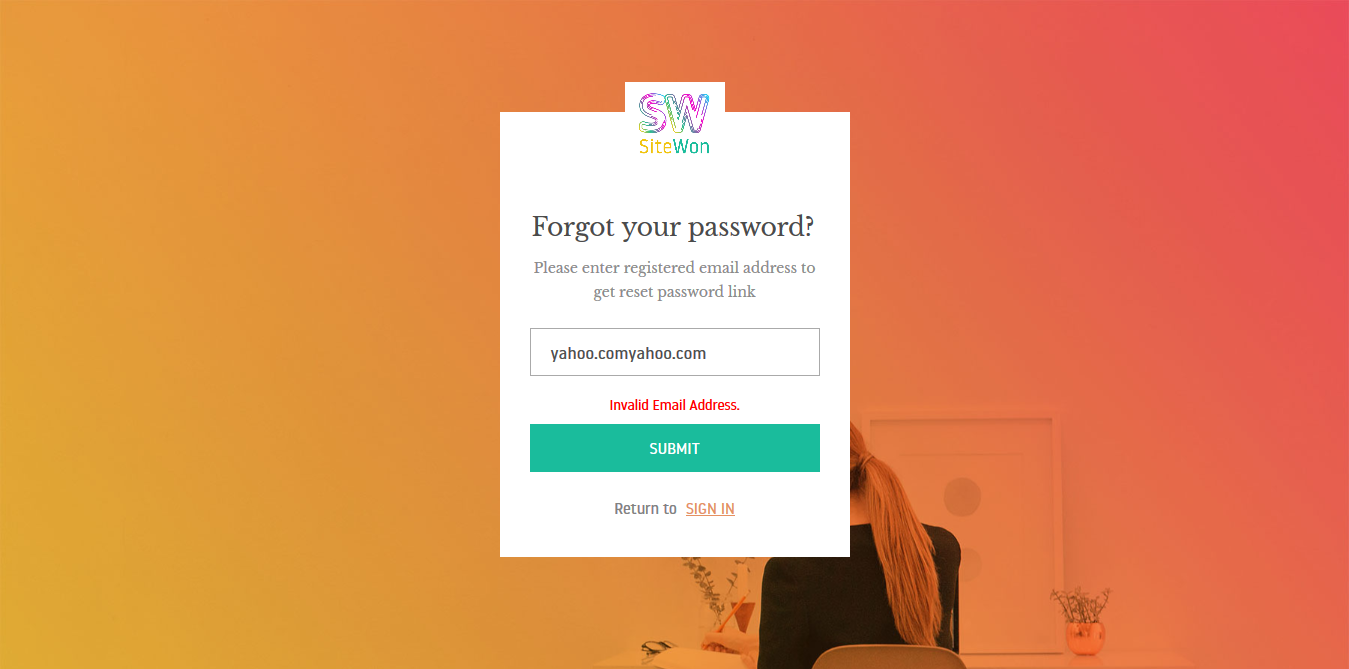 SW
SiteWon
Forgot your password?
Please enter registered email address to
get reset password link
yahoo.comyahoo.com
Invalid Email Address.
SUBMIT
Return to SIGN IN